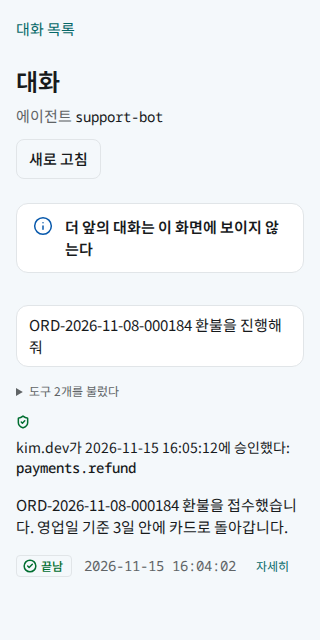 대화 목록
대화
에이전트 support-bot
새로 고침
더 앞의 대화는 이 화면에 보이지 않
는다
ORD-2026-11-08-000184 환불을 진행해
줘
도구 2개를 불렀다
kim.dev가 2026-11-15 16:05:12에 승인했다:
payments.refund
ORD-2026-11-08-000184 환불을 접수했습니
다. 영업일 기준 3일 안에 카드로 돌아갑니다.
끝남 2026-11-15 16:04:02 자세히